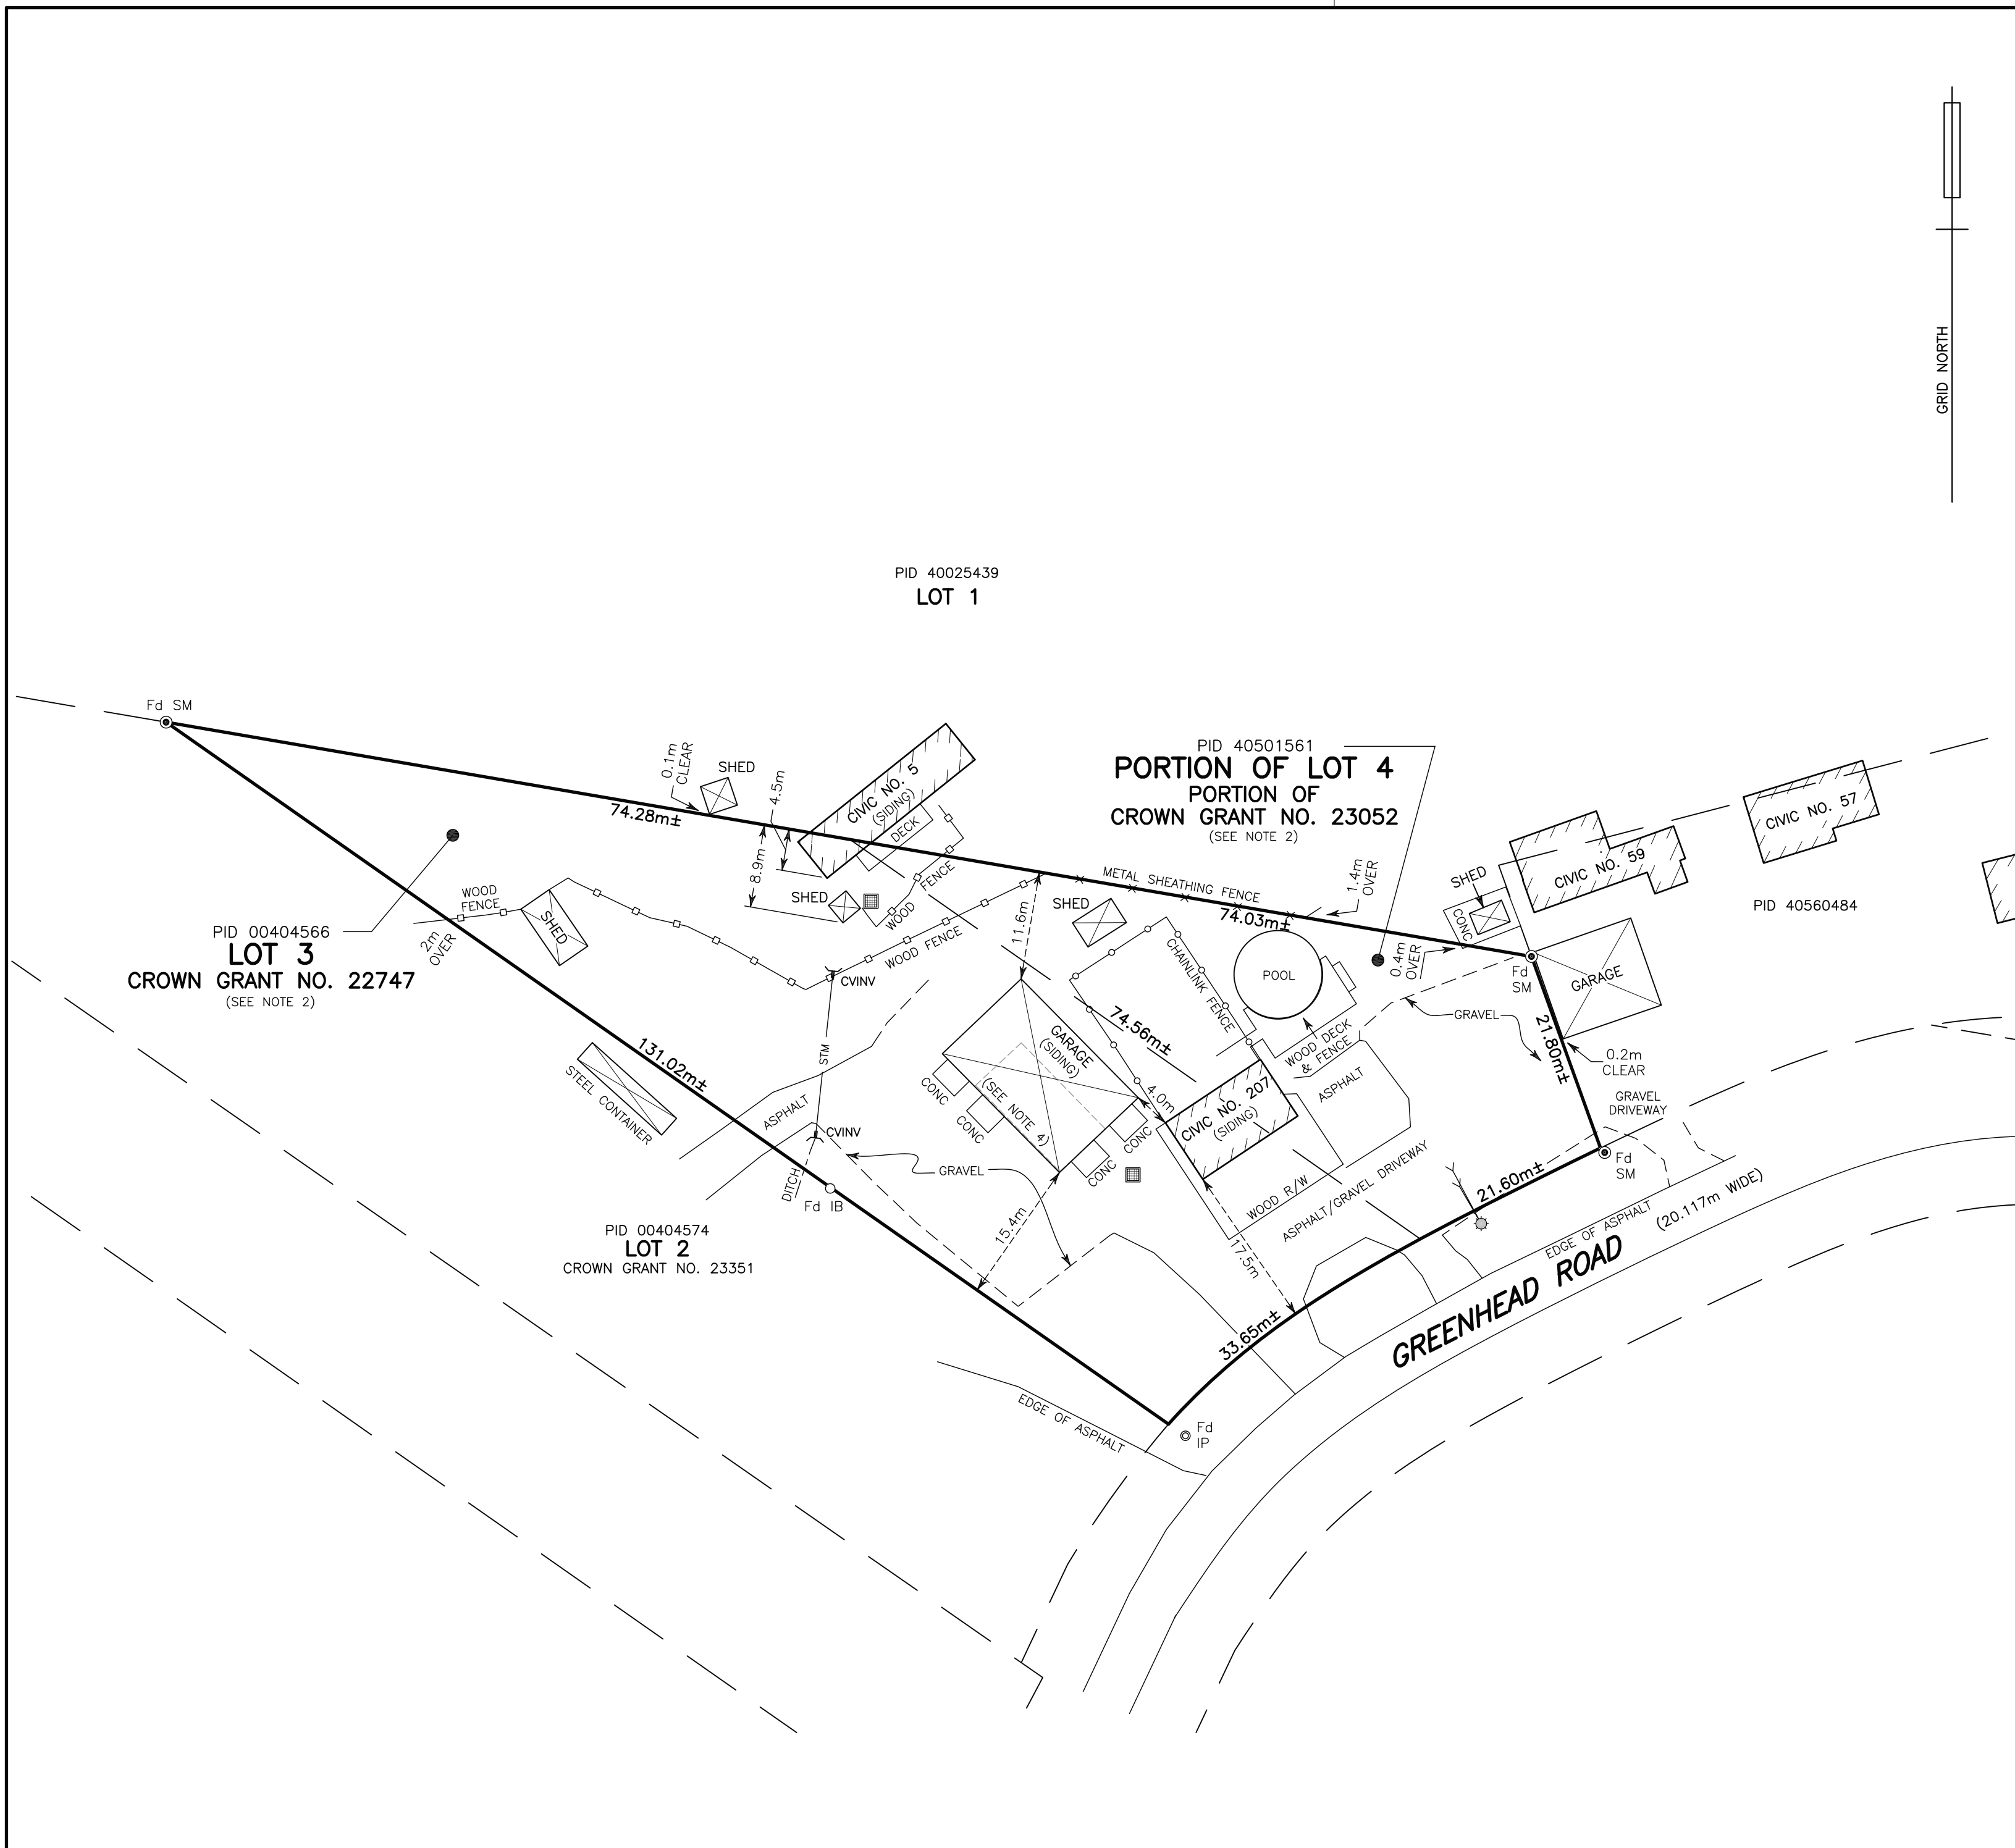 GRID NORTH
PID 40025439
LOT 1
Fd SM
0.1m
CLEAR
SHED
74.28m±
4.5m
8.9m
CIVIC NO. 5
(SIDING)
DECK
SHED
WOOD
FENCE
PID 40501561
PORTION OF LOT 4
PORTION OF
CROWN GRANT NO. 23052
(SEE NOTE 2)
METAL SHEATHING FENCE
74.03m±
1.4m
OVER
SHED
CONC
0.4m
OVER
CIVIC NO. 59
CIVIC NO. 57
PID 40560484
WOOD
FENCE
SHED
2m
OVER
PID 00404566
LOT 3
CROWN GRANT NO. 22747
(SEE NOTE 2)
WOOD FENCE
CVINV
11.6m
SHED
CHAINLINK FENCE
POOL
Fd
SM
GARAGE
GRAVEL
21.80m±
0.2m
CLEAR
GRAVEL
DRIVEWAY
131.02m±
STEEL CONTAINER
STM
ASPHALT
CVINV
DITCH
Fd IB
GRAVEL
GARAGE
(SIDING)
(SEE NOTE 4)
CONC
CONC
CONC
CONC
74.56m±
4.0m
CIVIC NO. 207
(SIDING)
WOOD DECK
& FENCE
ASPHALT
WOOD R/W
ASPHALT/GRAVEL DRIVEWAY
21.60m±
Fd
SM
EDGE OF ASPHALT
(20.117m WIDE)
GREENHEAD ROAD
PID 00404574
LOT 2
CROWN GRANT NO. 23351
15.4m
17.5m
33.65m±
EDGE OF ASPHALT
Fd
IP